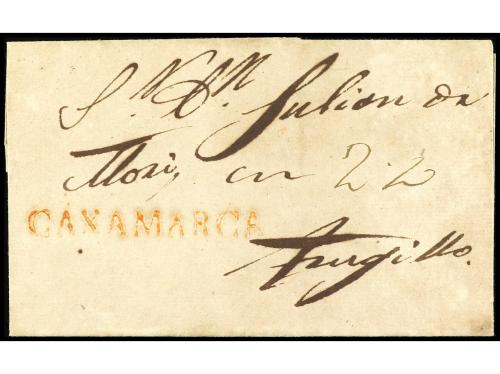 S.r D.n Julian de
Mori, en 22
CAXAMARCA
Trugillo.